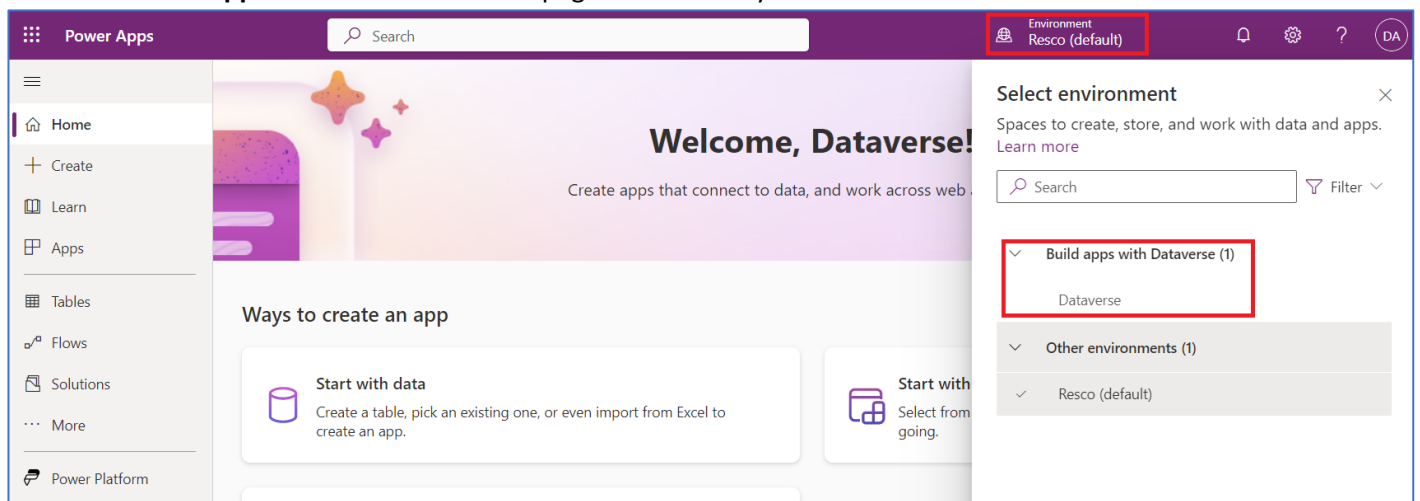 Power Apps
Search
Environment
Resco (default)
?
DA
Home
Create
Learn
Apps
Tables
Flows
Solutions
More
Power Platform
Welcome, Dataverse!
Create apps that connect to data, and work across web
Ways to create an app
Start with data
Create a table, pick an existing one, or even import from Excel to
create an app.
Start with
Select from
going.
Select environment
Spaces to create, store, and work with data and apps.
Learn more
Search
Filter
Build apps with Dataverse (1)
Dataverse
Other environments (1)
Resco (default)